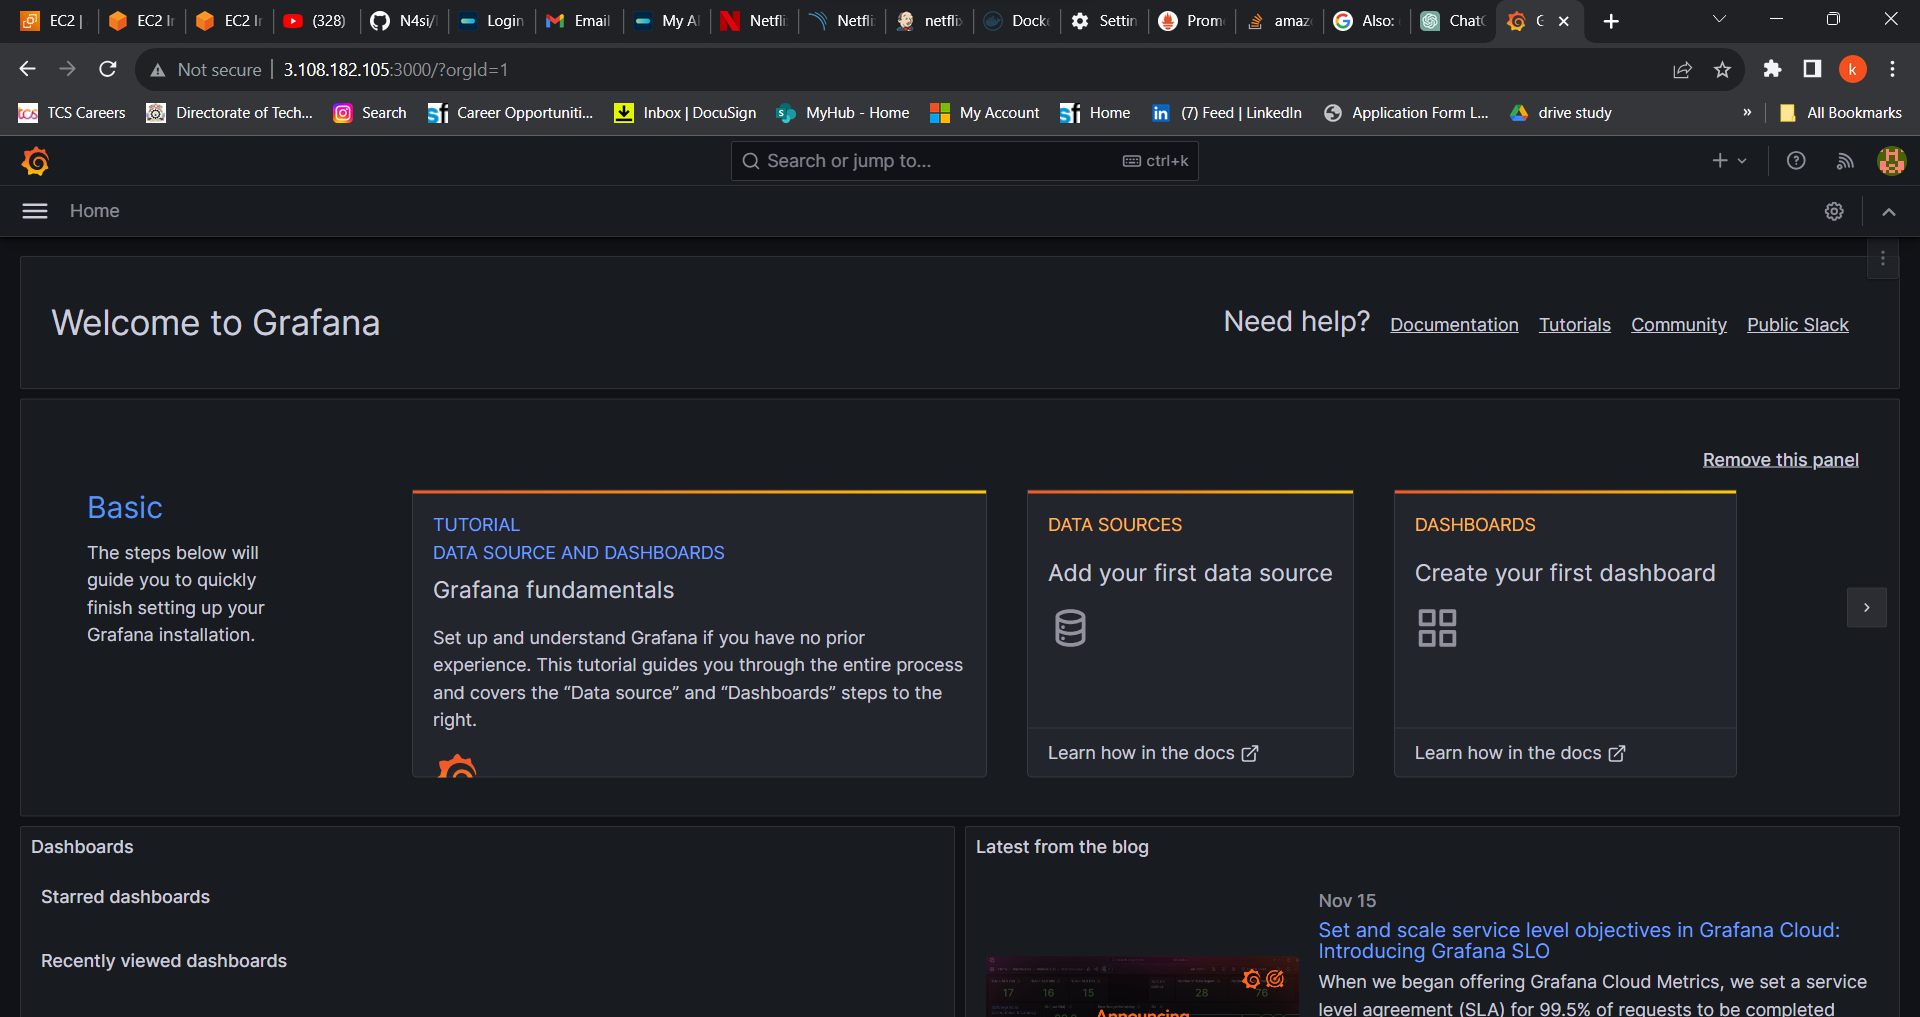 EC2 |
EC2 Ir
EC2 Ir
(328)
N4si/
Login
Email
My A
Netfli
Netfli
netflix
Docke
Settin
Prom
amaz
Also:
Chat
Not secure
3.108.182.105:3000/?orgId=1
k
TCS Careers
Directorate of Tech...
Search
Career Opportuniti...
Inbox | DocuSign
MyHub - Home
My Account
Home
(7) Feed | LinkedIn
Application Form L...
drive study
»
All Bookmarks
Search or jump to...
ctrl+k
Home
Welcome to Grafana
Need help?
Documentation
Tutorials
Community
Public Slack
Remove this panel
Basic
The steps below will
guide you to quickly
finish setting up your
Grafana installation.
TUTORIAL
DATA SOURCE AND DASHBOARDS
Grafana fundamentals
Set up and understand Grafana if you have no prior
experience. This tutorial guides you through the entire process
and covers the “Data source” and “Dashboards” steps to the
right.
DATA SOURCES
Add your first data source
Learn how in the docs
DASHBOARDS
Create your first dashboard
Learn how in the docs
Dashboards
Starred dashboards
Recently viewed dashboards
Latest from the blog
Nov 15
Set and scale service level objectives in Grafana Cloud:
Introducing Grafana SLO
When we began offering Grafana Cloud Metrics, we set a service
level agreement (SLA) for 99.5% of requests to be completed
17
16
15
28
76
Announcing